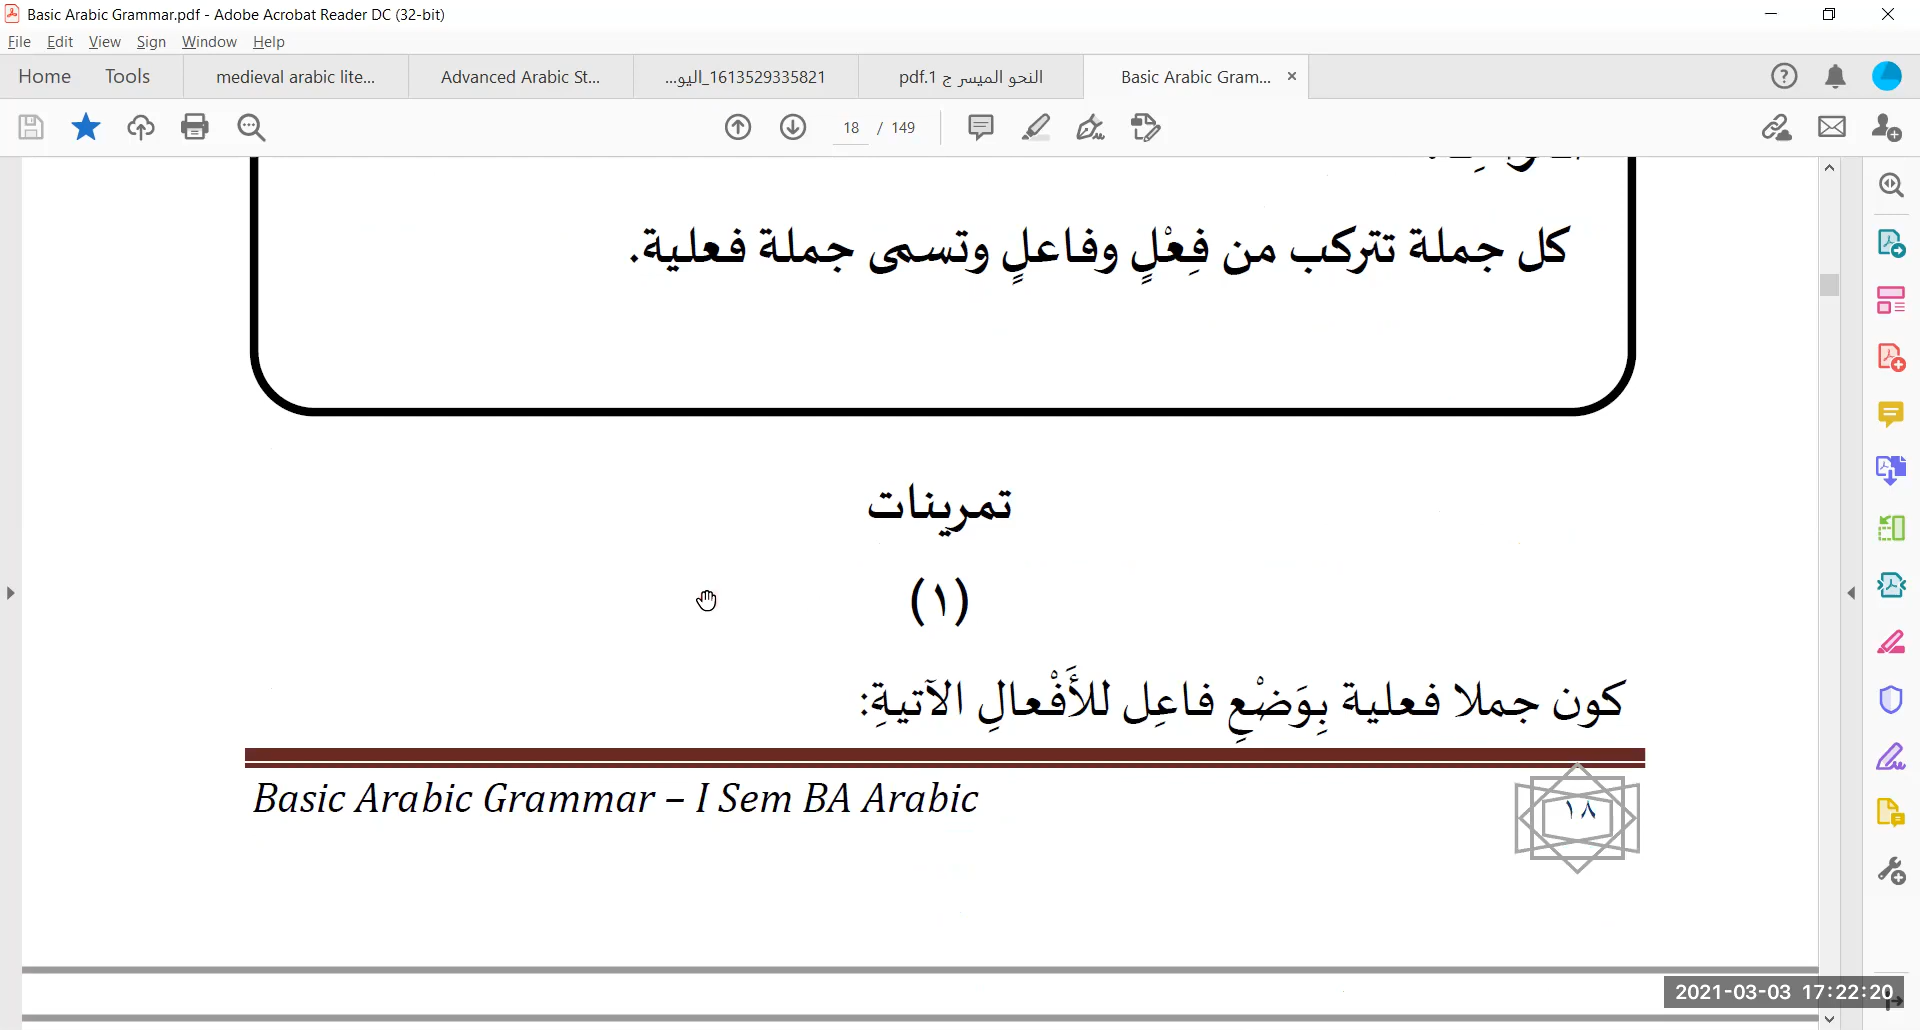 Basic Arabic Grammar.pdf - Adobe Acrobat Reader DC (32-bit)
File Edit View Sign Window Help
Home Tools medieval arabic lite... Advanced Arabic St... اليو_1613529335821... النحو الميسر ج 1.pdf Basic Arabic Gram... ×
18 / 149
كل جملة تتركب من فِعْلٍ وفاعلٍ وتسمى جملة فعلية.
تمرينات
(١)
كون جملا فعلية بِوَضْعِ فاعِل للأَفْعالِ الآتيةِ:
Basic Arabic Grammar – I Sem BA Arabic
١٨
2021-03-03 17:22:20